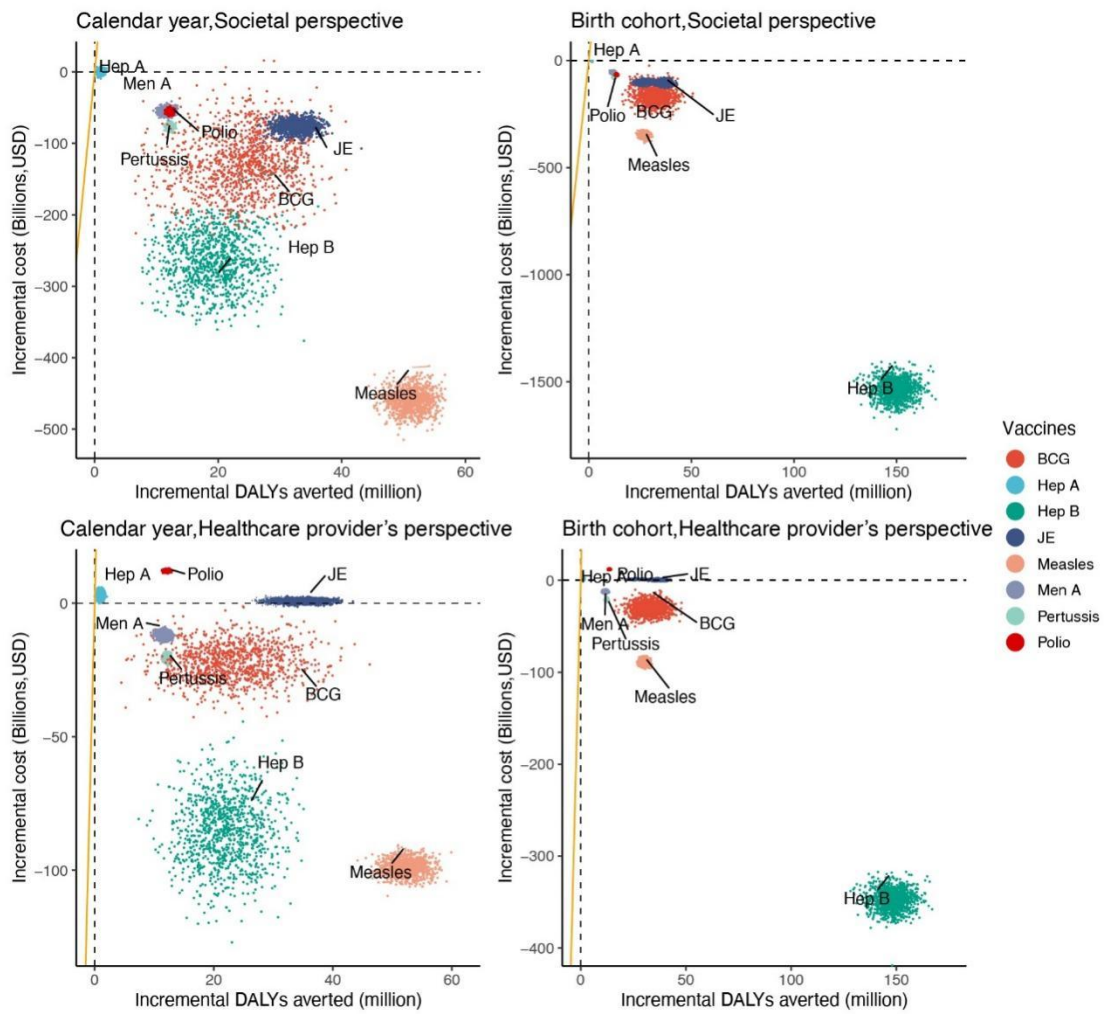 Calendar year,Societal perspective
Incremental cost (Billions,USD)
0
−100
−200
−300
−400
−500
Hep A
Men A
Polio
Pertussis
JE
BCG
Hep B
Measles
0
20
40
60
Incremental DALYs averted (million)
Birth cohort,Societal perspective
Incremental cost (Billions,USD)
0
−500
−1000
−1500
Hep A
Polio
BCG
JE
Measles
Hep B
0
50
100
150
Incremental DALYs averted (million)
Calendar year,Healthcare provider's perspective
Incremental cost (Billions,USD)
0
−50
−100
Hep A
Polio
JE
Men A
Pertussis
BCG
Hep B
Measles
0
20
40
60
Incremental DALYs averted (million)
Birth cohort,Healthcare provider's perspective
Incremental cost (Billions,USD)
0
−100
−200
−300
−400
Hep A
Polio
JE
Men A
BCG
Pertussis
Measles
Hep B
0
50
100
150
Incremental DALYs averted (million)
Vaccines
BCG
Hep A
Hep B
JE
Measles
Men A
Pertussis
Polio